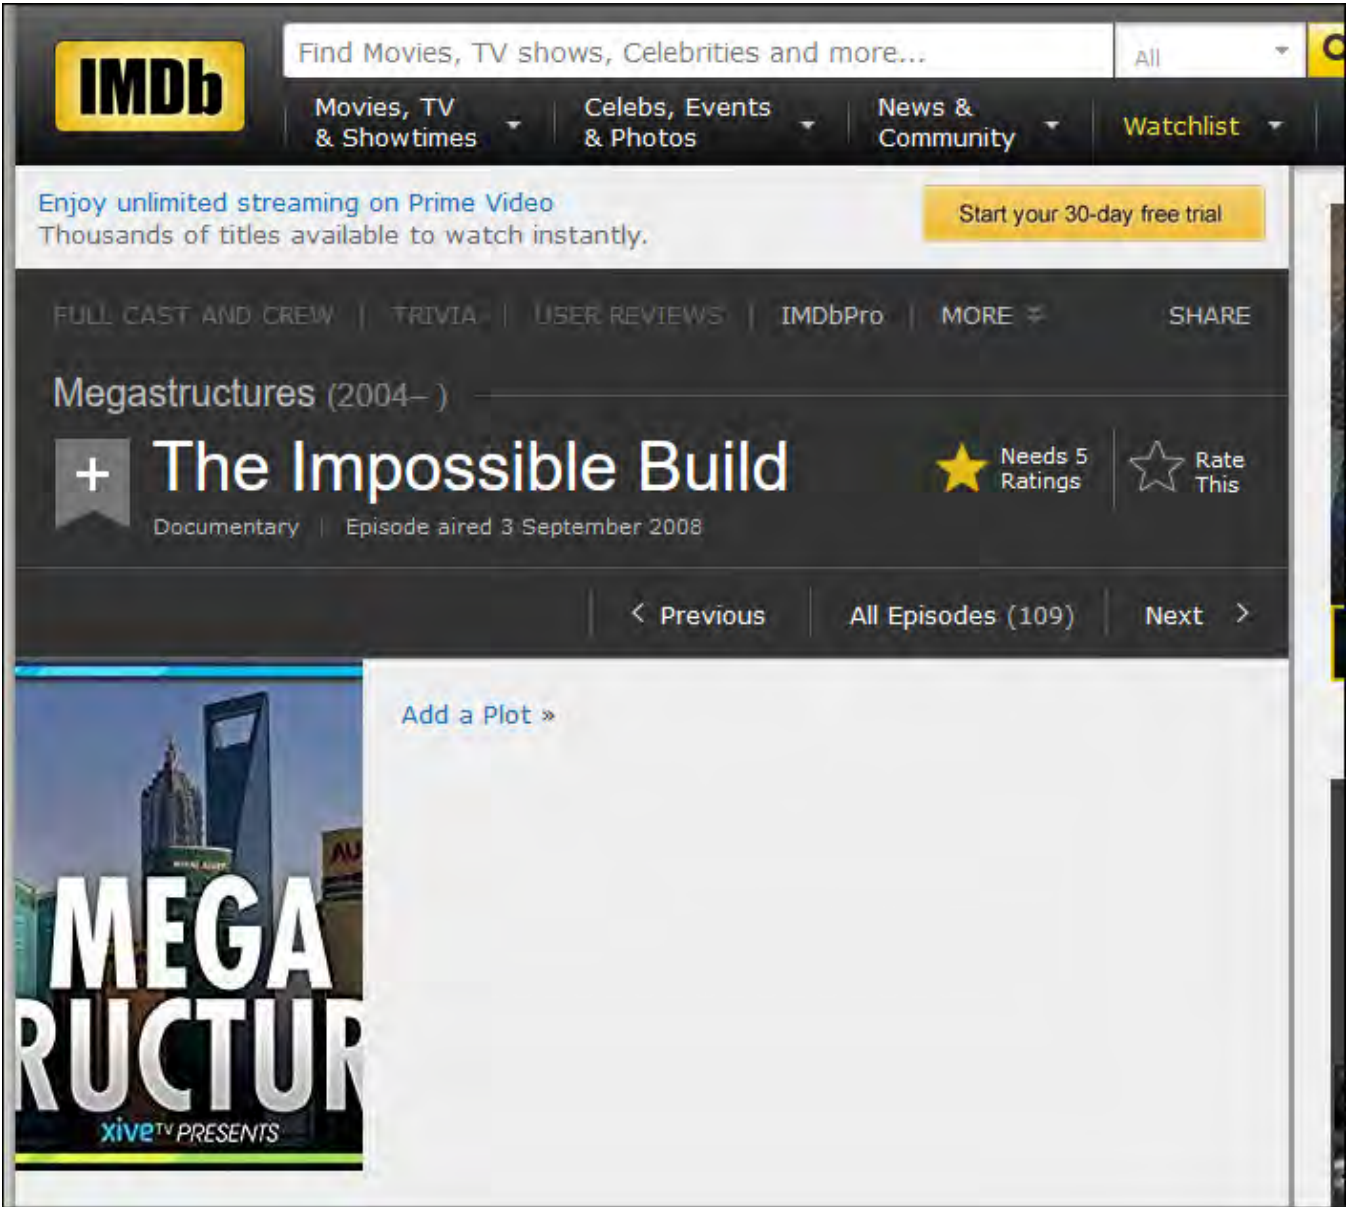 IMDb
Find Movies, TV shows, Celebrities and more...
All
Movies, TV
& Showtimes
Celebs, Events
& Photos
News &
Community
Watchlist
Enjoy unlimited streaming on Prime Video
Thousands of titles available to watch instantly.
Start your 30-day free trial
FULL CAST AND CREW | TRIVIA | USER REVIEWS | IMDbPro | MORE
SHARE
Megastructures (2004– )
+ The Impossible Build
Needs 5
Ratings
Rate
This
Documentary | Episode aired 3 September 2008
< Previous
All Episodes (109)
Next >
Add a Plot »
AU
MEGA
RUCTUR
xiveTV PRESENTS